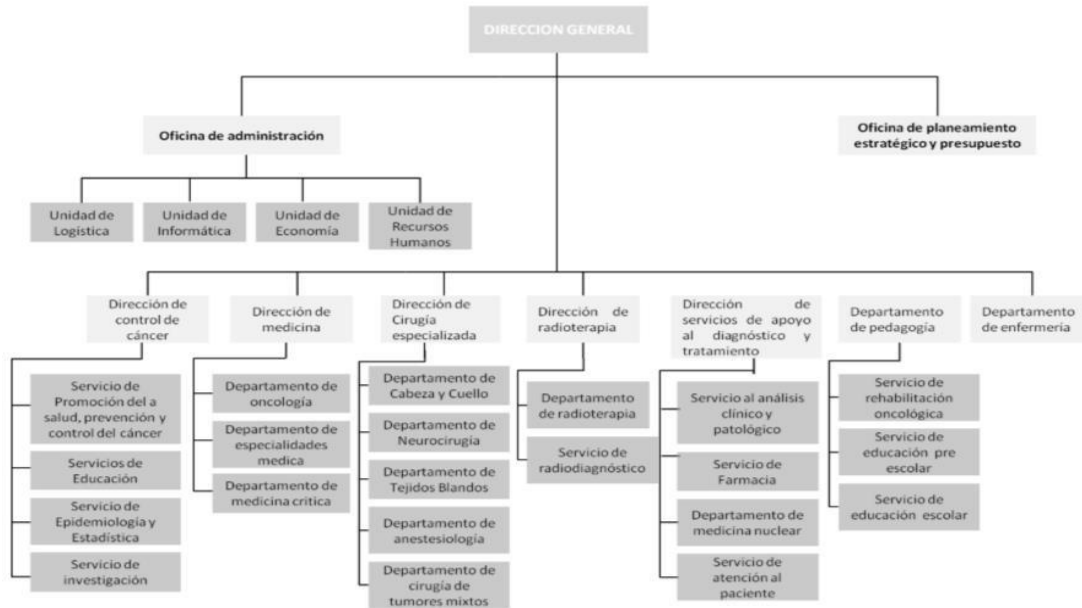 DIRECCION GENERAL
Oficina de administración
Oficina de planeamiento
estratégico y presupuesto
Unidad de
Logística
Unidad de
Informática
Unidad de
Economía
Unidad de
Recursos
Humanos
Dirección de
control de
cáncer
Dirección de
medicina
Dirección de
Cirugía
especializada
Dirección de
radioterapia
Dirección de
servicios de apoyo
al diagnóstico y
tratamiento
Departamento
de pedagogía
Departamento
de enfermería
Servicio de
Promoción del a
salud, prevención y
control del cáncer
Servicios de
Educación
Servicio de
Epidemiología y
Estadística
Servicio de
investigación
Departamento de
oncología
Departamento de
especialidades
medica
Departamento de
medicina crítica
Departamento de
Cabeza y Cuello
Departamento de
Neurocirugía
Departamento de
Tejidos Blandos
Departamento de
anestesiología
Departamento de
cirugía de
tumores mixtos
Departamento
de radioterapia
Servicio de
radiodiagnóstico
Servicio al análisis
clínico y
patológico
Servicio de
Farmacia
Departamento de
medicina nuclear
Servicio de
atención al
paciente
Servicio de
rehabilitación
oncológica
Servicio de
educación pre
escolar
Servicio de
educación escolar